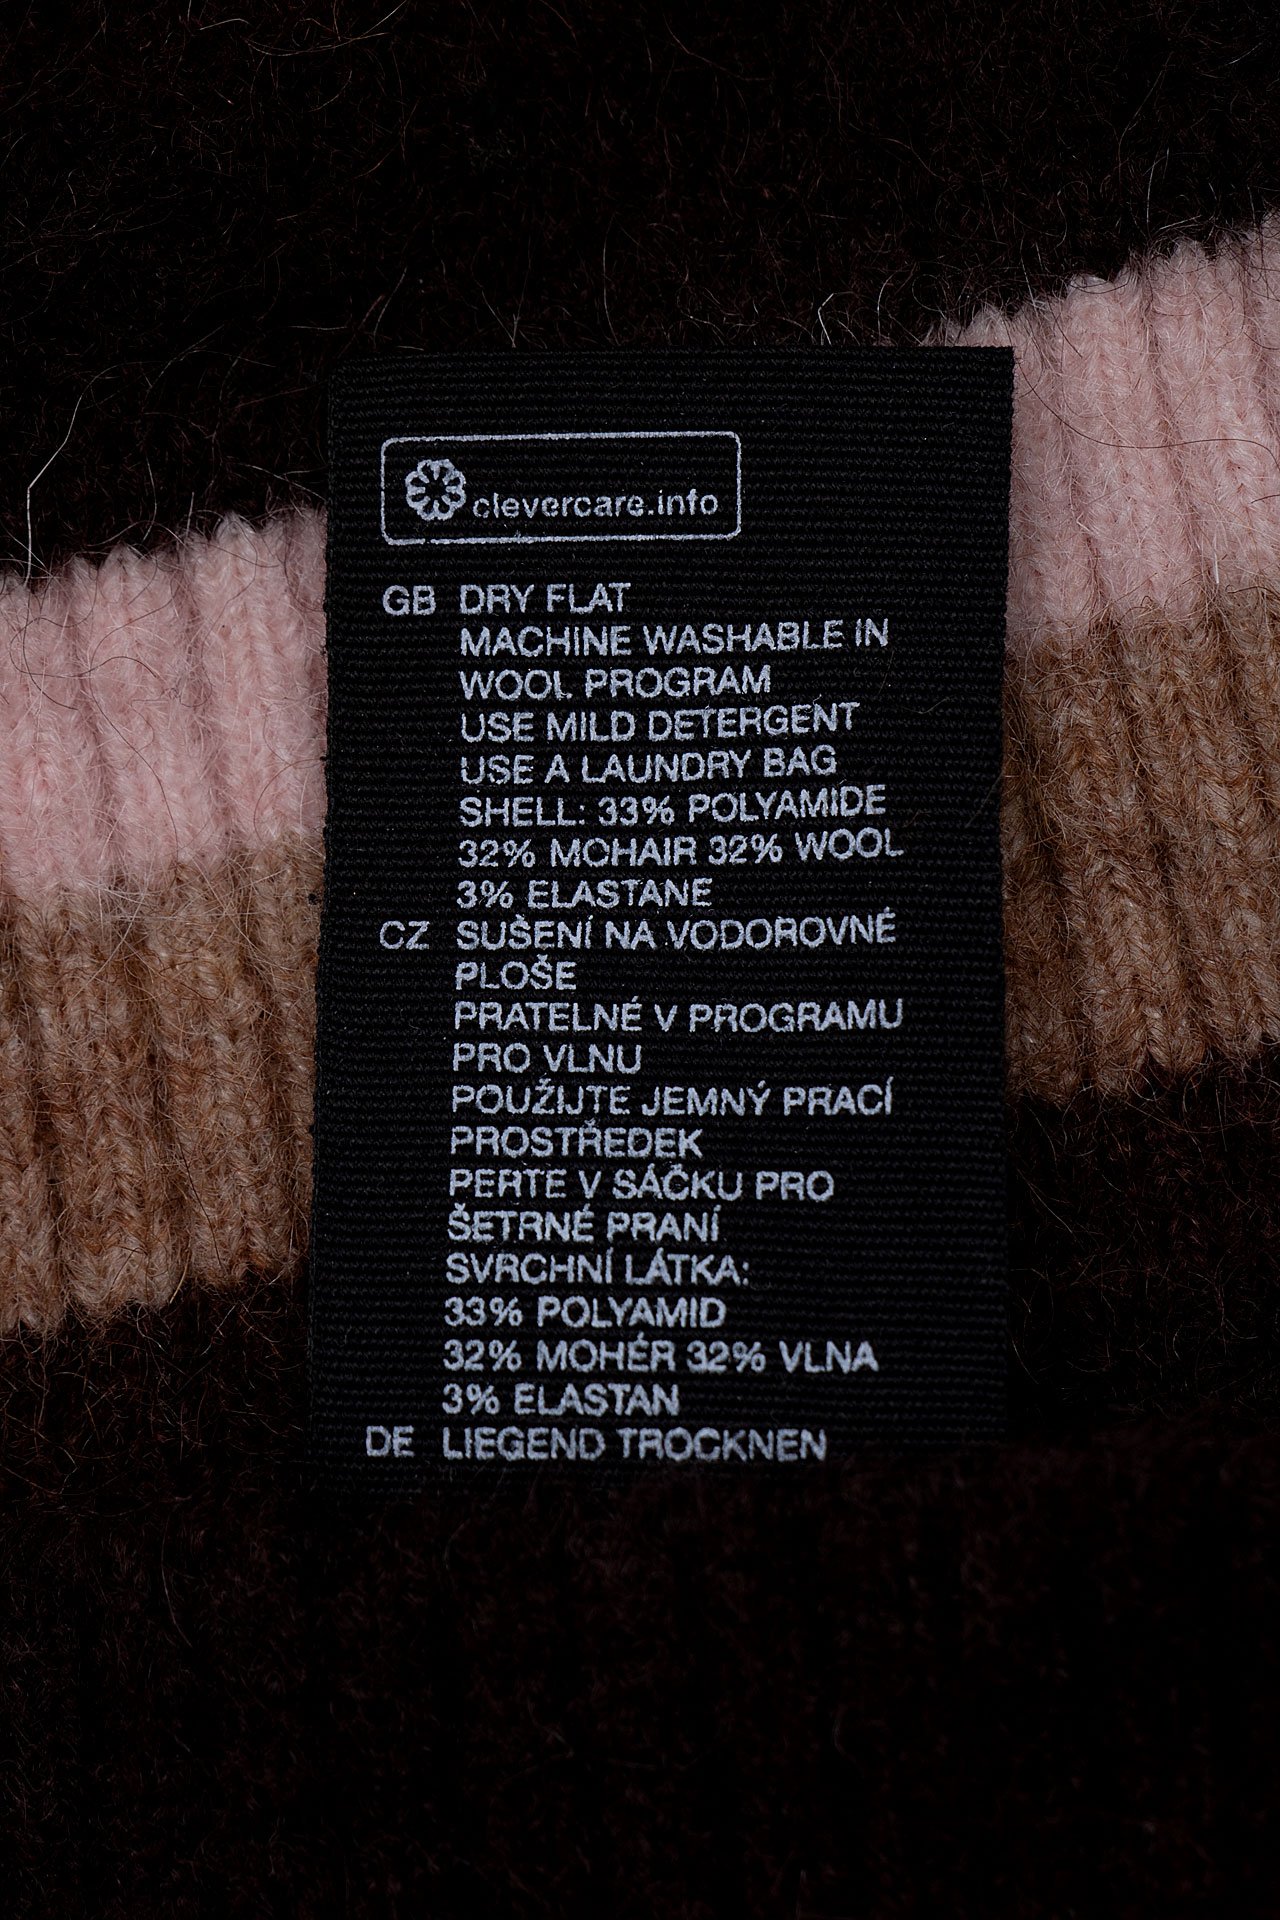 clevercare.info
GB DRY FLAT
MACHINE WASHABLE IN
WOOL PROGRAM
USE MILD DETERGENT
USE A LAUNDRY BAG
SHELL: 33% POLYAMIDE
32% MOHAIR 32% WOOL
3% ELASTANE
CZ SUŠENÍ NA VODOROVNÉ
PLOŠE
PRATELNÉ V PROGRAMU
PRO VLNU
POUŽIJTE JEMNÝ PRACÍ
PROSTŘEDEK
PERTE V SÁČKU PRO
ŠETRNÉ PRANÍ
SVRCHNÍ LÁTKA:
33% POLYAMID
32% MOHÉR 32% VLNA
3% ELASTAN
DE LIEGEND TROCKNEN